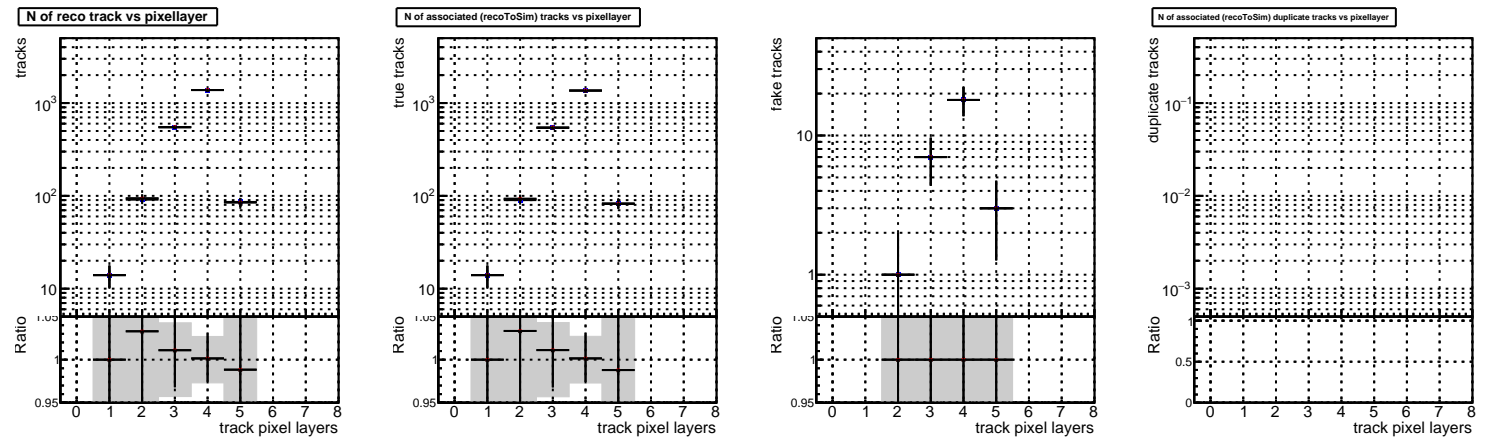 N of reco track vs pixellayer
tracks
10³
10²
10
Ratio
1.05
1
0.95
0 1 2 3 4 5 6 7 8
track pixel layers
N of associated (recoToSim) tracks vs pixellayer
true tracks
10³
10²
10
Ratio
1.05
1
0.95
0 1 2 3 4 5 6 7 8
track pixel layers
fake tracks
10
1
Ratio
1.05
1
0.95
0 1 2 3 4 5 6 7 8
track pixel layers
N of associated (recoToSim) duplicate tracks vs pixellayer
duplicate tracks
10⁻¹
10⁻²
10⁻³
Ratio
1
0.5
0
0 1 2 3 4 5 6 7 8
track pixel layers